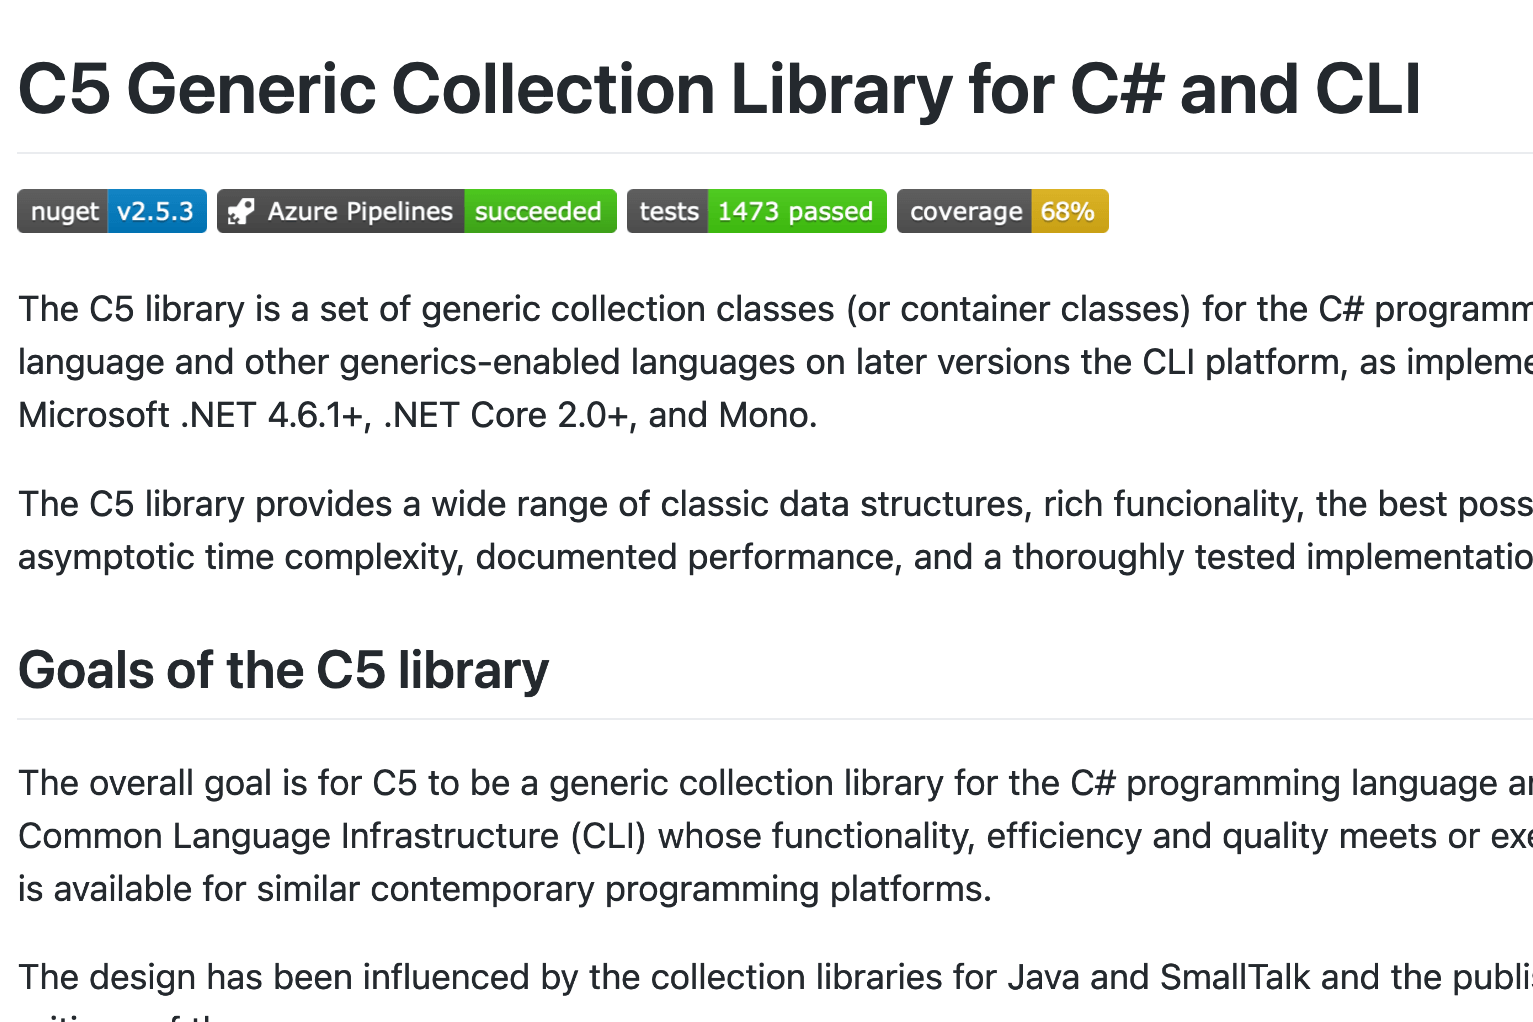 C5 Generic Collection Library for C# and CLI
nuget v2.5.3 Azure Pipelines succeeded tests 1473 passed coverage 68%
The C5 library is a set of generic collection classes (or container classes) for the C# programm
language and other generics-enabled languages on later versions the CLI platform, as impleme
Microsoft .NET 4.6.1+, .NET Core 2.0+, and Mono.
The C5 library provides a wide range of classic data structures, rich funcionality, the best poss
asymptotic time complexity, documented performance, and a thoroughly tested implementatio
Goals of the C5 library
The overall goal is for C5 to be a generic collection library for the C# programming language an
Common Language Infrastructure (CLI) whose functionality, efficiency and quality meets or exe
is available for similar contemporary programming platforms.
The design has been influenced by the collection libraries for Java and SmallTalk and the publis